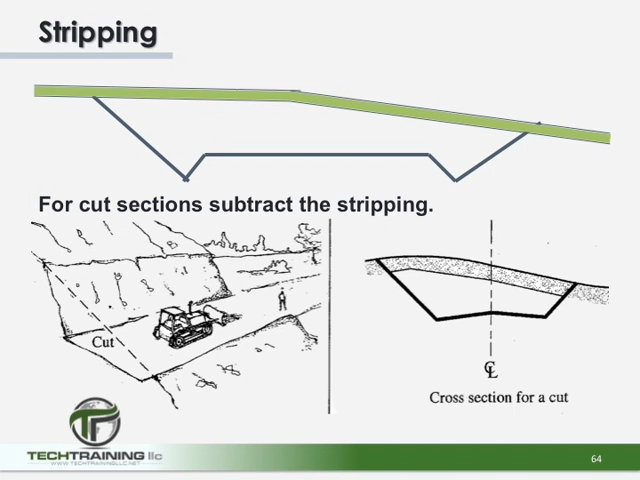 Stripping
For cut sections subtract the stripping.
Cut
℄
Cross section for a cut
TECHTRAINING llc
WWW.TECHTRAININGLLC.NET
64